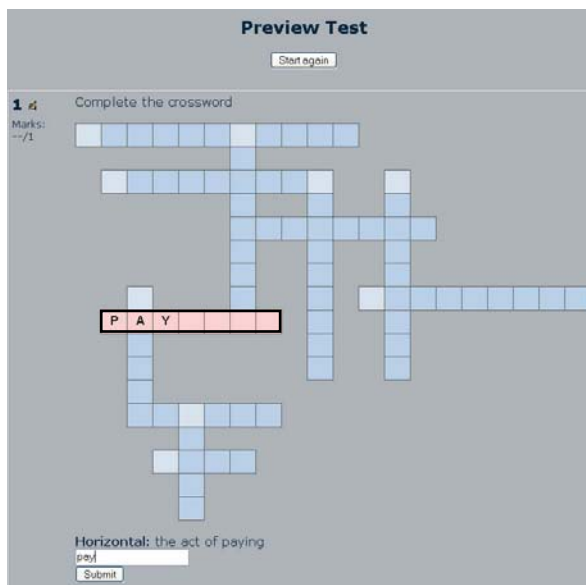 Preview Test
Start again
1
Complete the crossword
Marks:
--/1
P A Y
Horizontal: the act of paying
pay
Submit